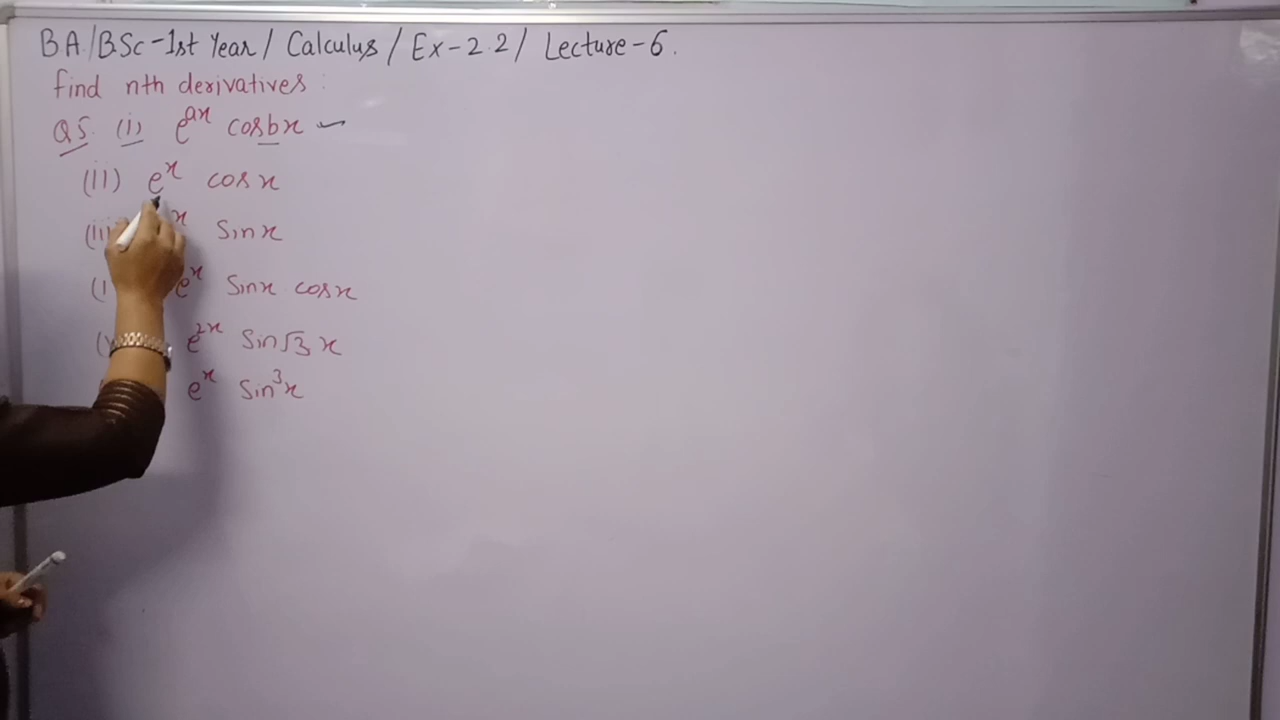 BA/BSc-1st Year/ Calculus/ Ex-2.2/ Lecture-6.
find nth derivatives:
Q5. (i) e^ax cosbx
(ii) e^x cosx
x Sinx
e^x Sinx cosx
e^2x Sin√3 x
e^x Sin^3x